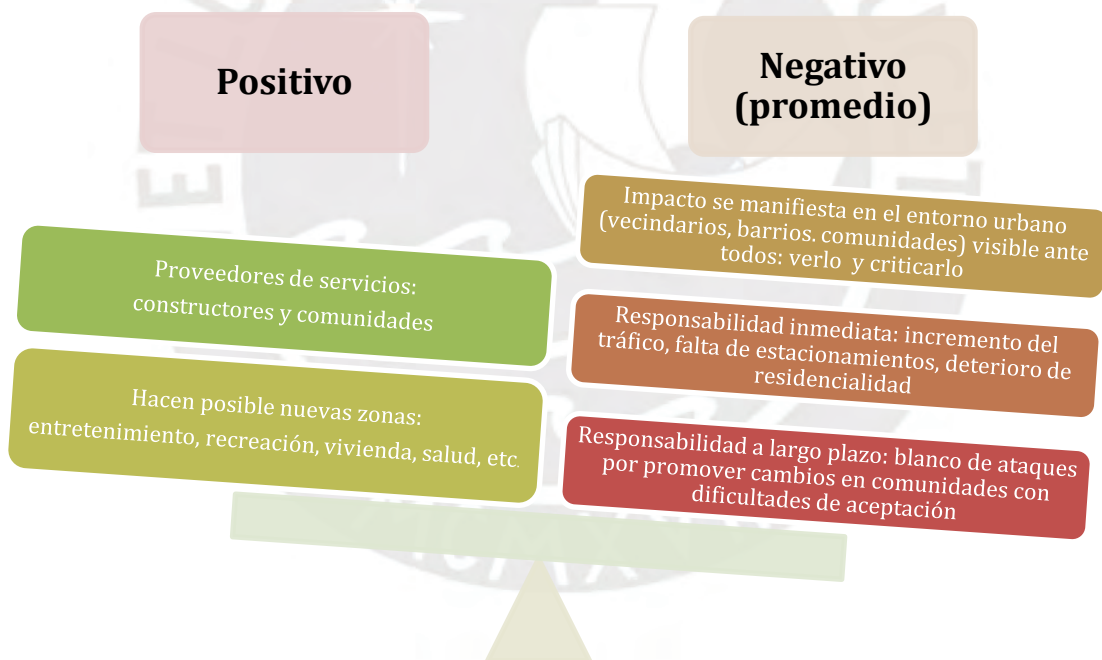 Positivo
Negativo
(promedio)
Proveedores de servicios:
constructores y comunidades
Hacen posible nuevas zonas:
entretenimiento, recreación, vivienda, salud, etc.
Impacto se manifiesta en el entorno urbano
(vecindarios, barrios. comunidades) visible ante
todos: verlo y criticarlo
Responsabilidad inmediata: incremento del
tráfico, falta de estacionamientos, deterioro de
residencialidad
Responsabilidad a largo plazo: blanco de ataques
por promover cambios en comunidades con
dificultades de aceptación